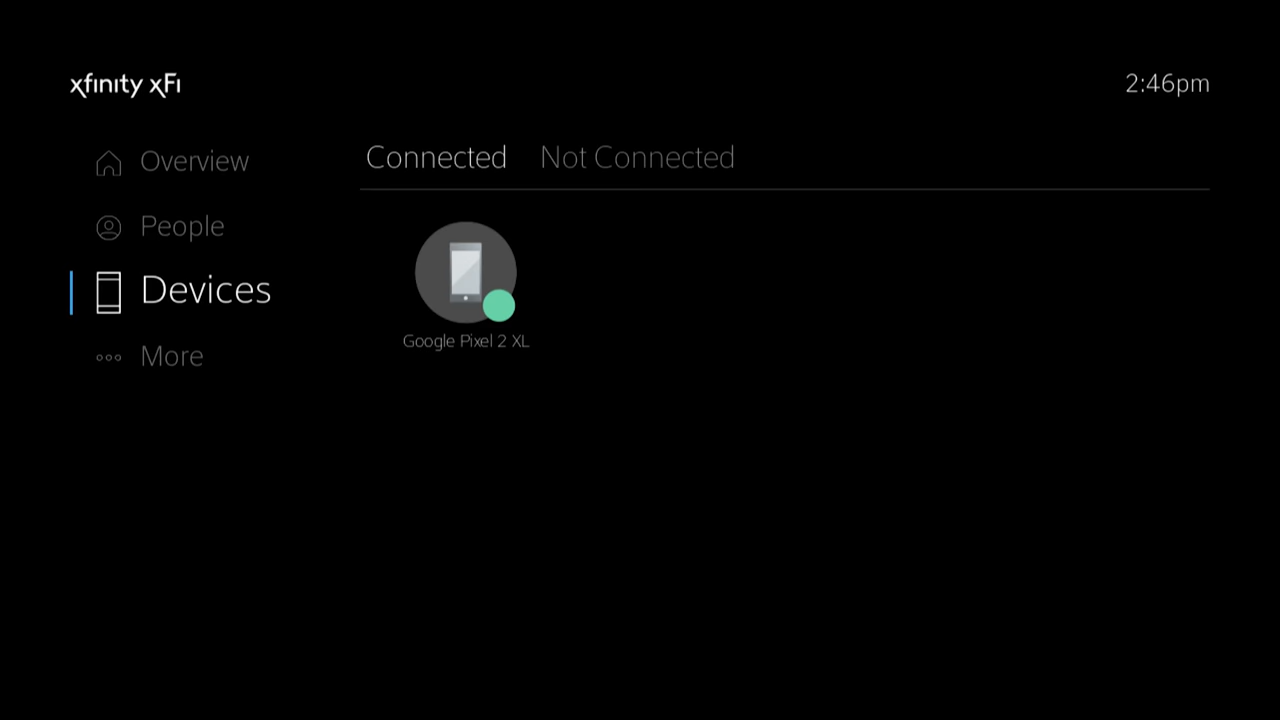 xfinity xFi
2:46pm
Overview
People
Devices
More
Connected
Not Connected
Google Pixel 2 XL